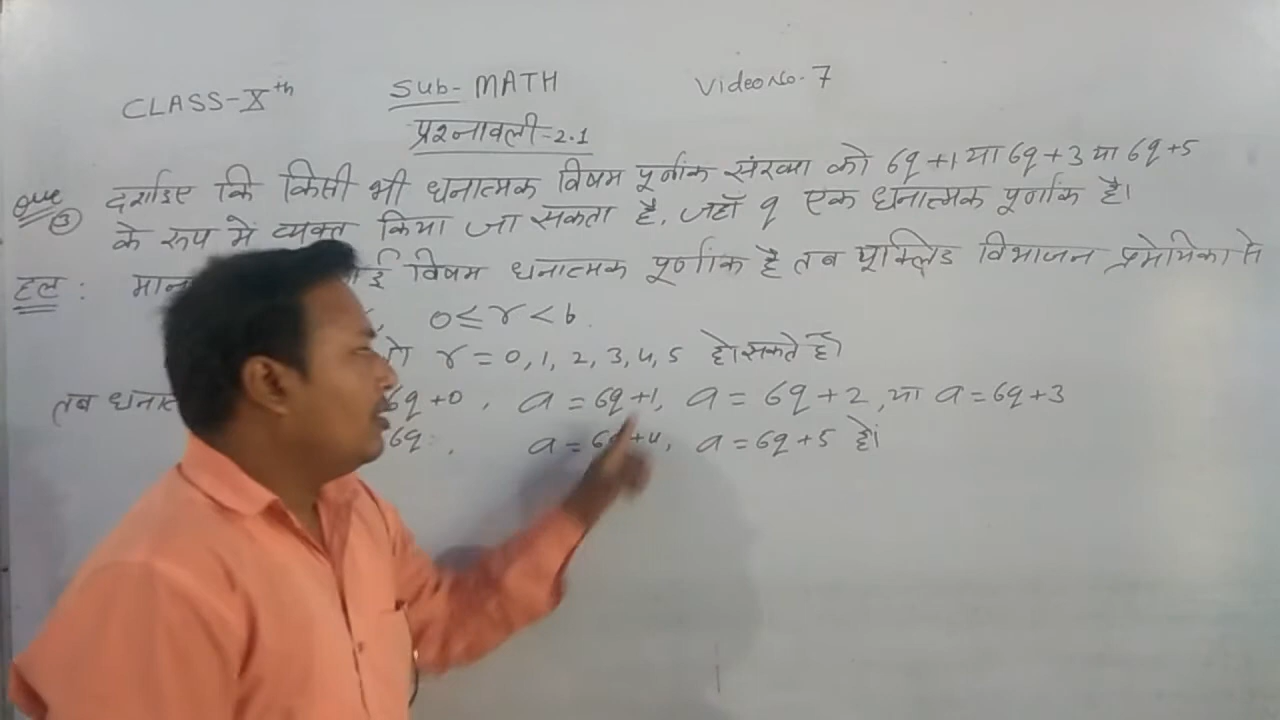 CLASS-Xth Sub-MATH Video No-7
प्रश्नावली-2.1
Que ③ दर्शाइए कि किसी भी धनात्मक विषम पूर्णांक संख्या को 6q+1 या 6q+3 या 6q+5
के रूप में व्यक्त किया जा सकता है, जहाँ q एक धनात्मक पूर्णांक है।
हल : विषम धनात्मक पूर्णांक है तब यूक्लिड विभाजन प्रमेयिका से
0≤r<b.
r = 0, 1, 2, 3, 4, 5 हो सकते हैं
तब 6q+0, a = 6q+1, a = 6q+2, या a = 6q+3
6q, a = 6q+4, a = 6q+5 है।